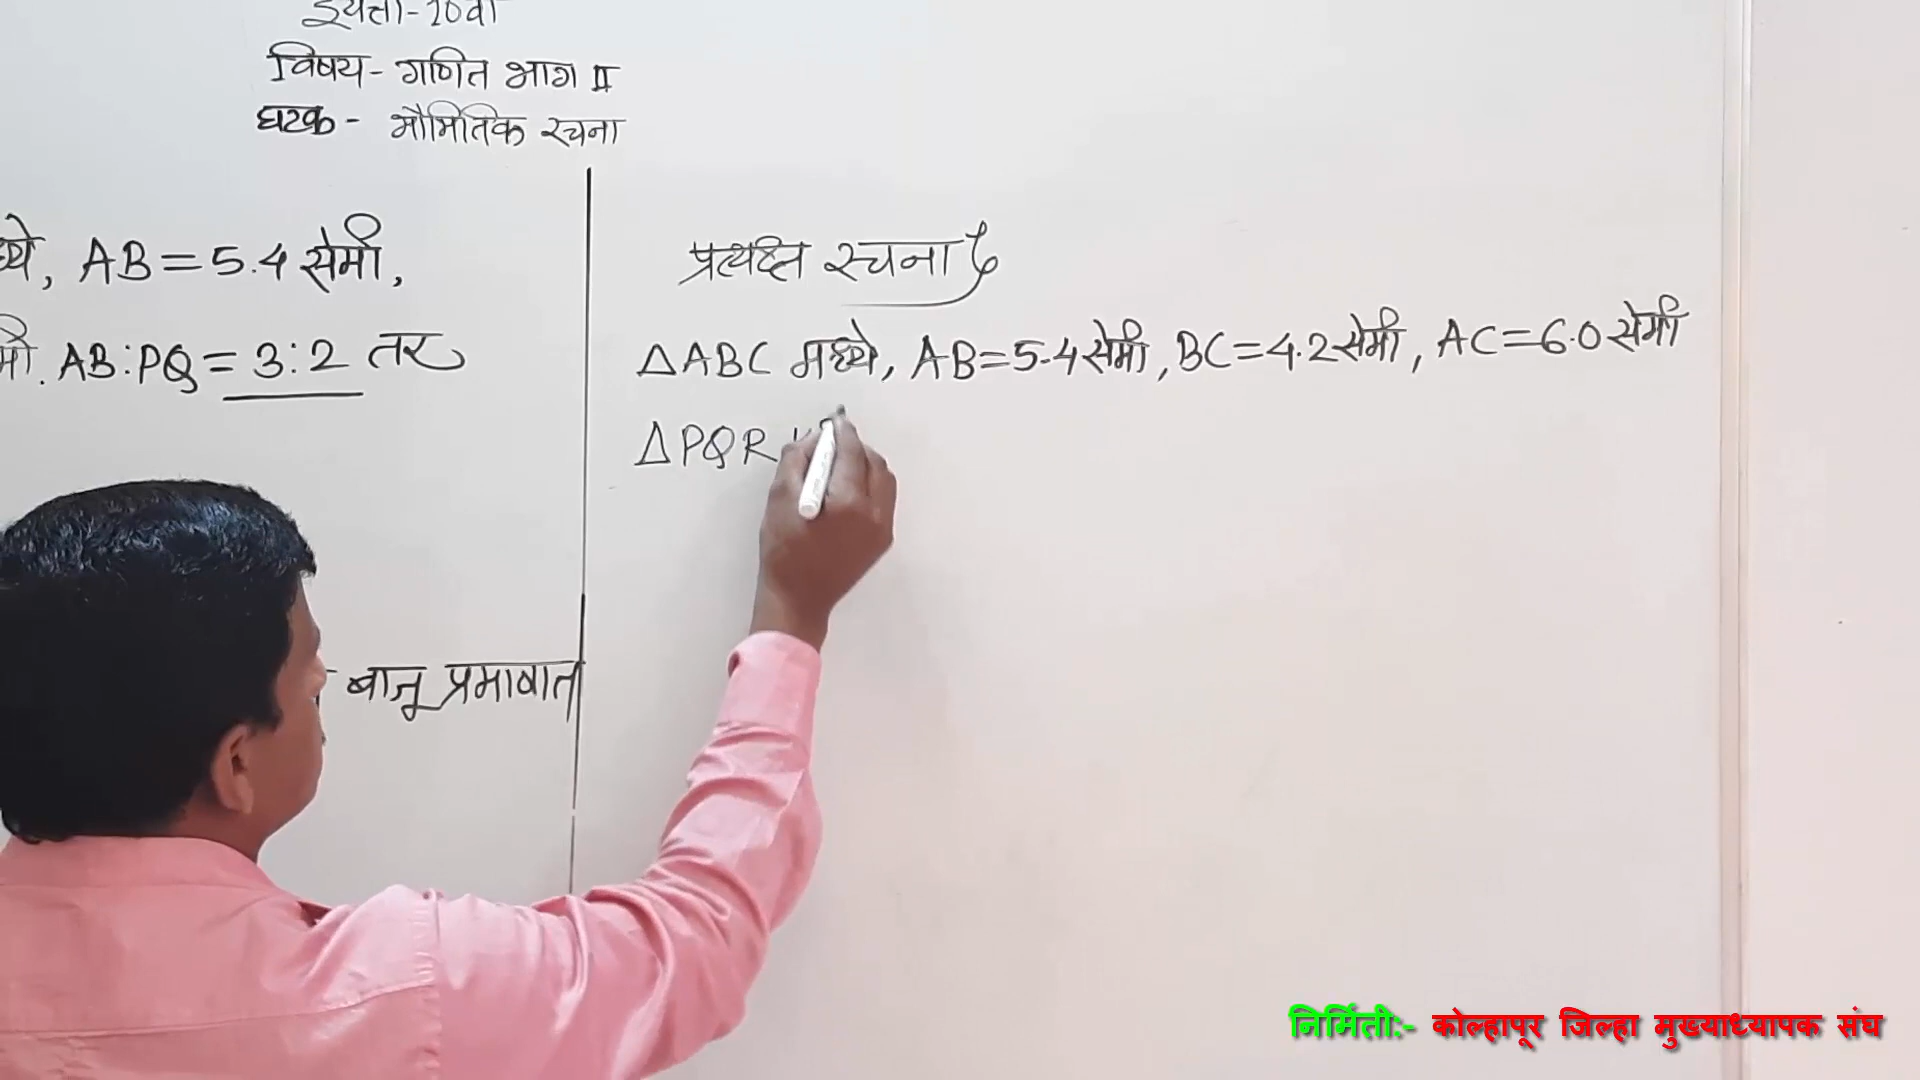 इयत्ता-10वी
विषय- गणित भाग II
घटक- भौमितिक रचना
ध्ये, AB=5.4 सेमी,
मी. AB:PQ=3:2 तर
बाजू प्रमाणात
प्रत्यक्ष रचना
△ABC मध्ये, AB=5.4सेमी, BC=4.2सेमी, AC=6.0सेमी
△PQR
निर्मिती:- कोल्हापूर जिल्हा मुख्याध्यापक संघ